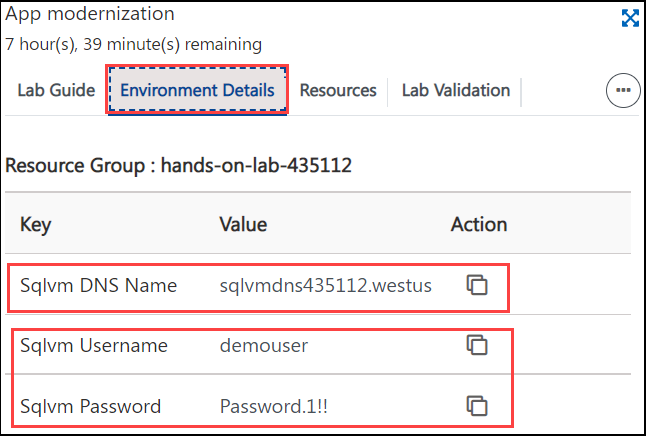 App modernization
7 hour(s), 39 minute(s) remaining
Lab Guide Environment Details Resources Lab Validation
Resource Group : hands-on-lab-435112
Key Value Action
Sqlvm DNS Name sqlvmdns435112.westus
Sqlvm Username demouser
Sqlvm Password Password.1!!